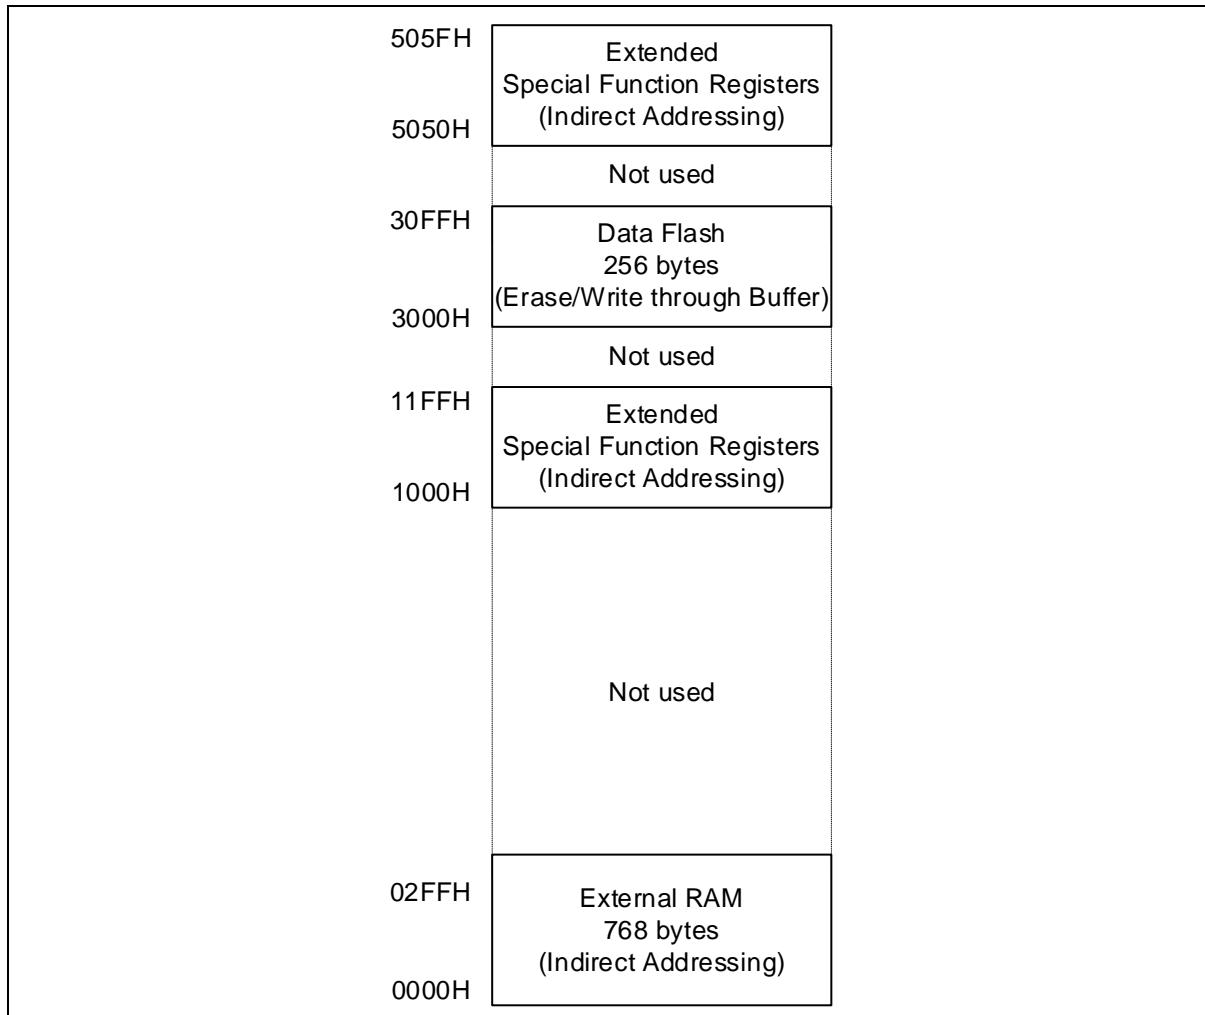 505FH
Extended
Special Function Registers
(Indirect Addressing)
5050H
Not used
30FFH
Data Flash
256 bytes
(Erase/Write through Buffer)
3000H
Not used
11FFH
Extended
Special Function Registers
(Indirect Addressing)
1000H
Not used
02FFH
External RAM
768 bytes
(Indirect Addressing)
0000H